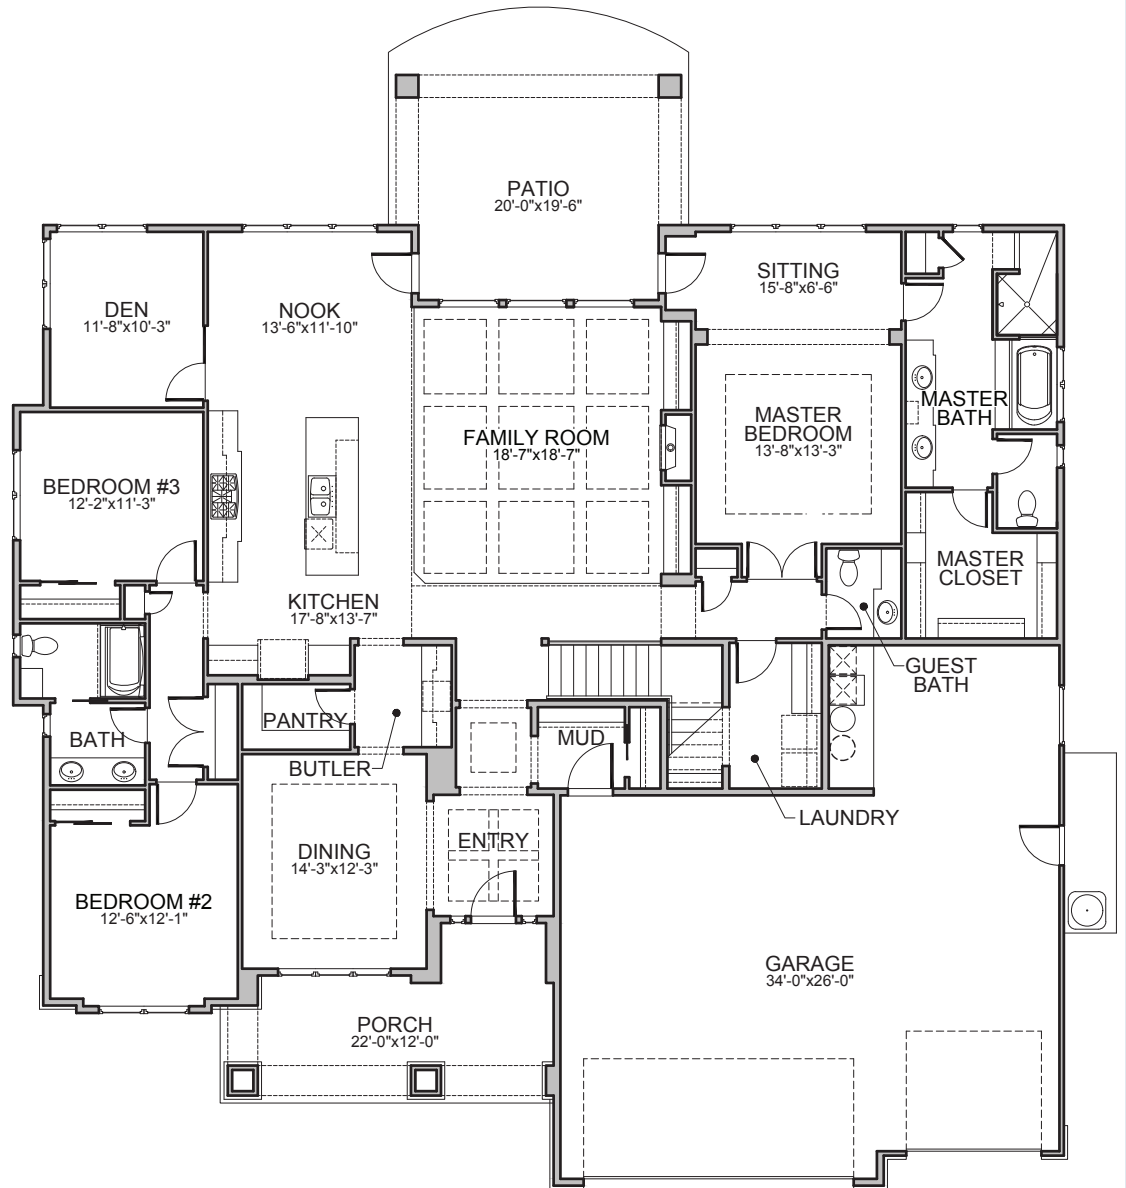 PATIO
20'-0"x19'-6"
SITTING
15'-8"x6'-6"
DEN
11'-8"x10'-3"
NOOK
13'-6"x11'-10"
MASTER
BATH
MASTER
BEDROOM
13'-8"x13'-3"
FAMILY ROOM
18'-7"x18'-7"
BEDROOM #3
12'-2"x11'-3"
MASTER
CLOSET
KITCHEN
17'-8"x13'-7"
GUEST
BATH
PANTRY
BATH
MUD
BUTLER
LAUNDRY
ENTRY
DINING
14'-3"x12'-3"
BEDROOM #2
12'-6"x12'-1"
GARAGE
34'-0"x26'-0"
PORCH
22'-0"x12'-0"